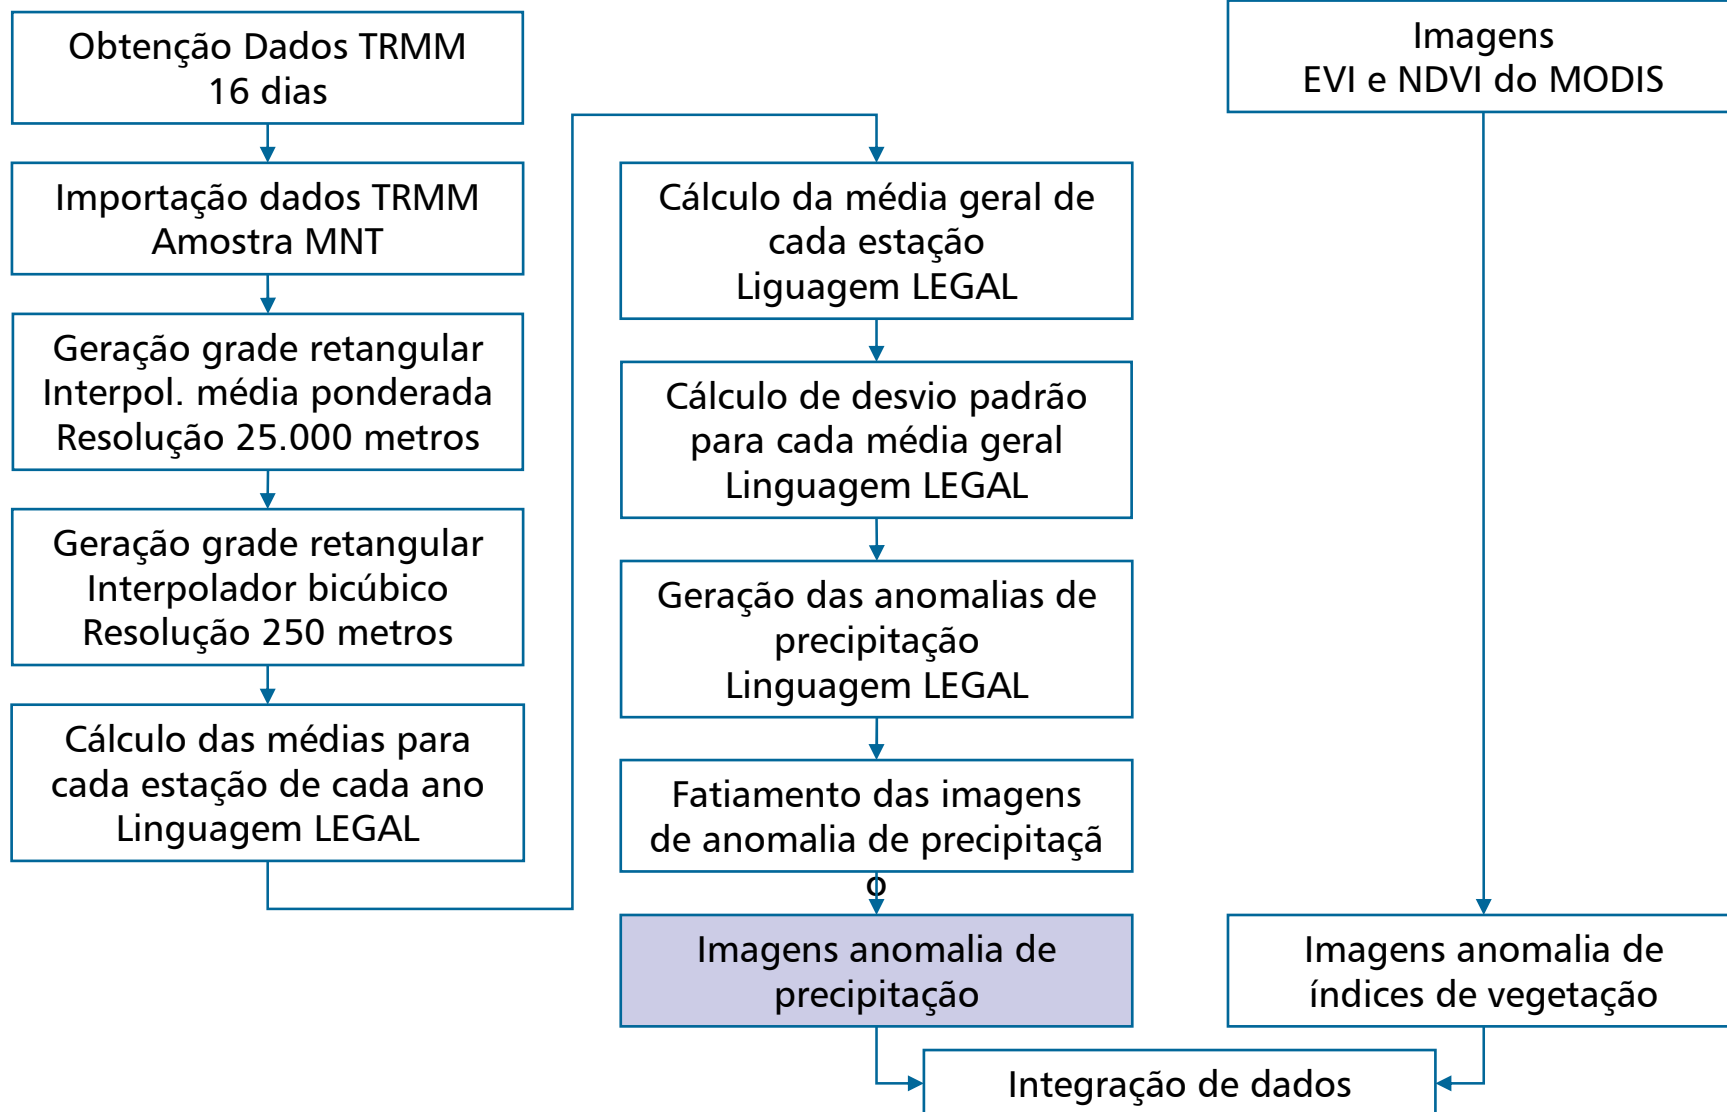 Obtenção Dados TRMM
16 dias
Importação dados TRMM
Amostra MNT
Geração grade retangular
Interpol. média ponderada
Resolução 25.000 metros
Geração grade retangular
Interpolador bicúbico
Resolução 250 metros
Cálculo das médias para
cada estação de cada ano
Linguagem LEGAL
Cálculo da média geral de
cada estação
Liguagem LEGAL
Cálculo de desvio padrão
para cada média geral
Linguagem LEGAL
Geração das anomalias de
precipitação
Linguagem LEGAL
Fatiamento das imagens
de anomalia de precipitaçã
o
Imagens anomalia de
precipitação
Imagens
EVI e NDVI do MODIS
Imagens anomalia de
índices de vegetação
Integração de dados